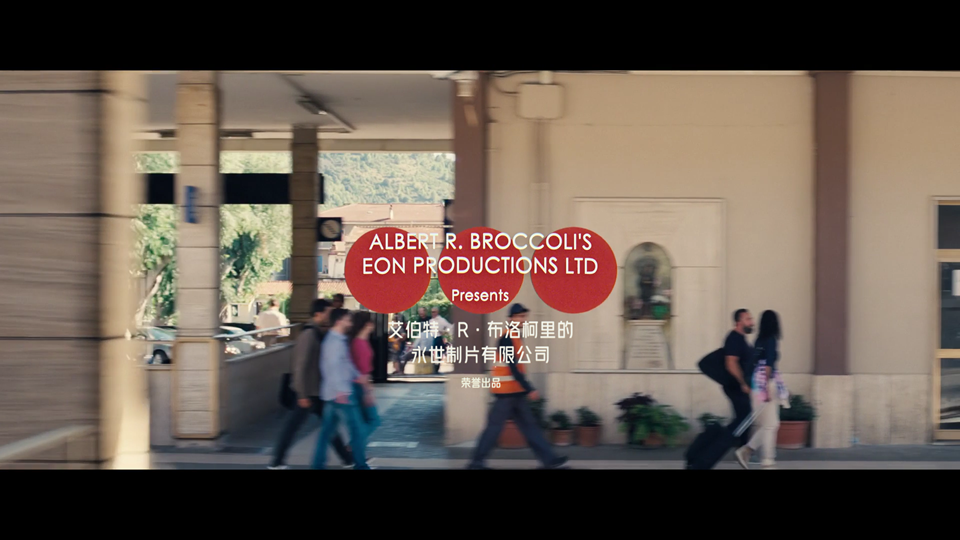 ALBERT R. BROCCOLI'S
EON PRODUCTIONS LTD
Presents
艾伯特·R·布洛柯里的
永世制片有限公司
荣誉出品